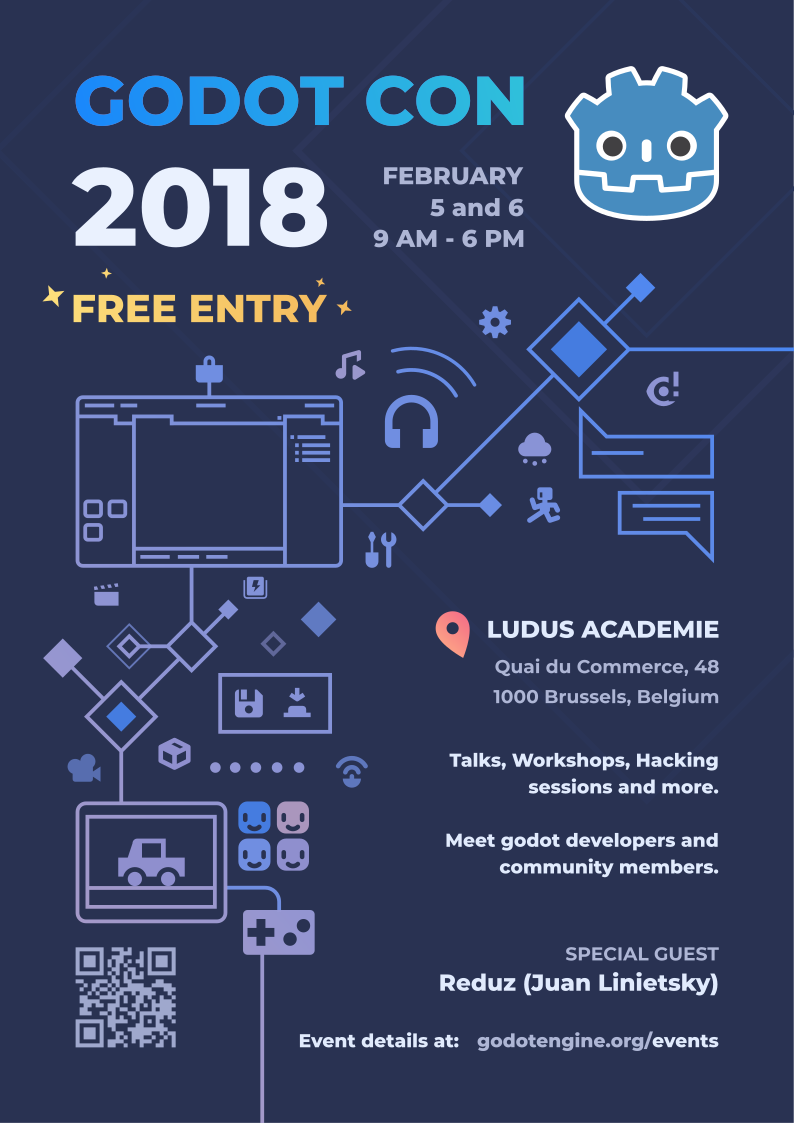 GODOT CON
2018
FEBRUARY
5 and 6
9 AM - 6 PM
FREE ENTRY
LUDUS ACADEMIE
Quai du Commerce, 48
1000 Brussels, Belgium
Talks, Workshops, Hacking
sessions and more.
Meet godot developers and
community members.
SPECIAL GUEST
Reduz (Juan Linietsky)
Event details at: godotengine.org/events